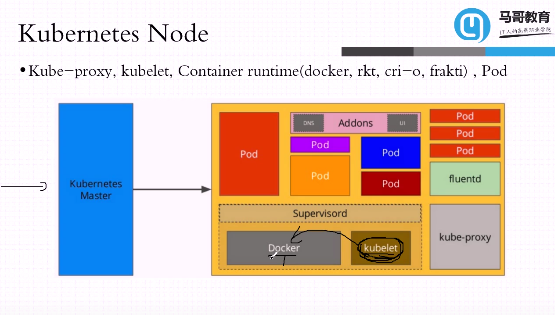 Kubernetes Node
马哥教育
IT人的高薪职业学院
•Kube-proxy, kubelet, Container runtime(docker, rkt, cri-o, frakti) , Pod
Kubernetes
Master
Pod
DNS
Addons
UI
Pod
Pod
Pod
Pod
Pod
Pod
Pod
fluentd
Supervisord
Docker
kubelet
kube-proxy